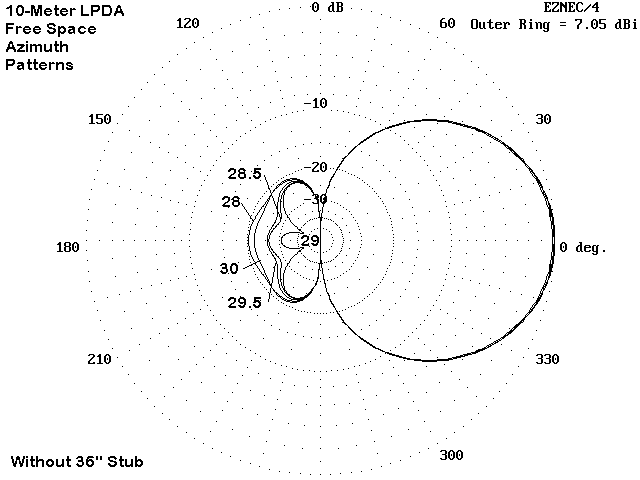 10-Meter LPDA
Free Space
Azimuth
Patterns
0 dB
EZNEC/4
Outer Ring = 7.05 dBi
120
60
-10
150
30
-20
28.5
-30
28
29
180
0 deg.
30
29.5
210
330
300
Without 36" Stub